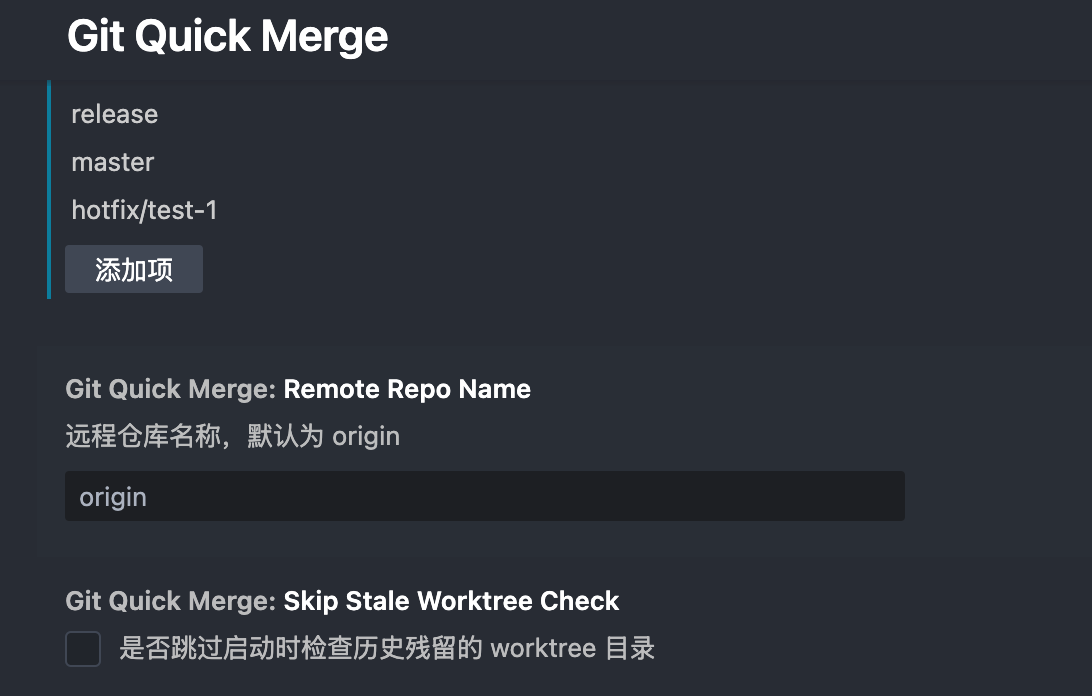 Git Quick Merge
release
master
hotfix/test-1
添加项
Git Quick Merge: Remote Repo Name
远程仓库名称，默认为 origin
origin
Git Quick Merge: Skip Stale Worktree Check
是否跳过启动时检查历史残留的 worktree 目录